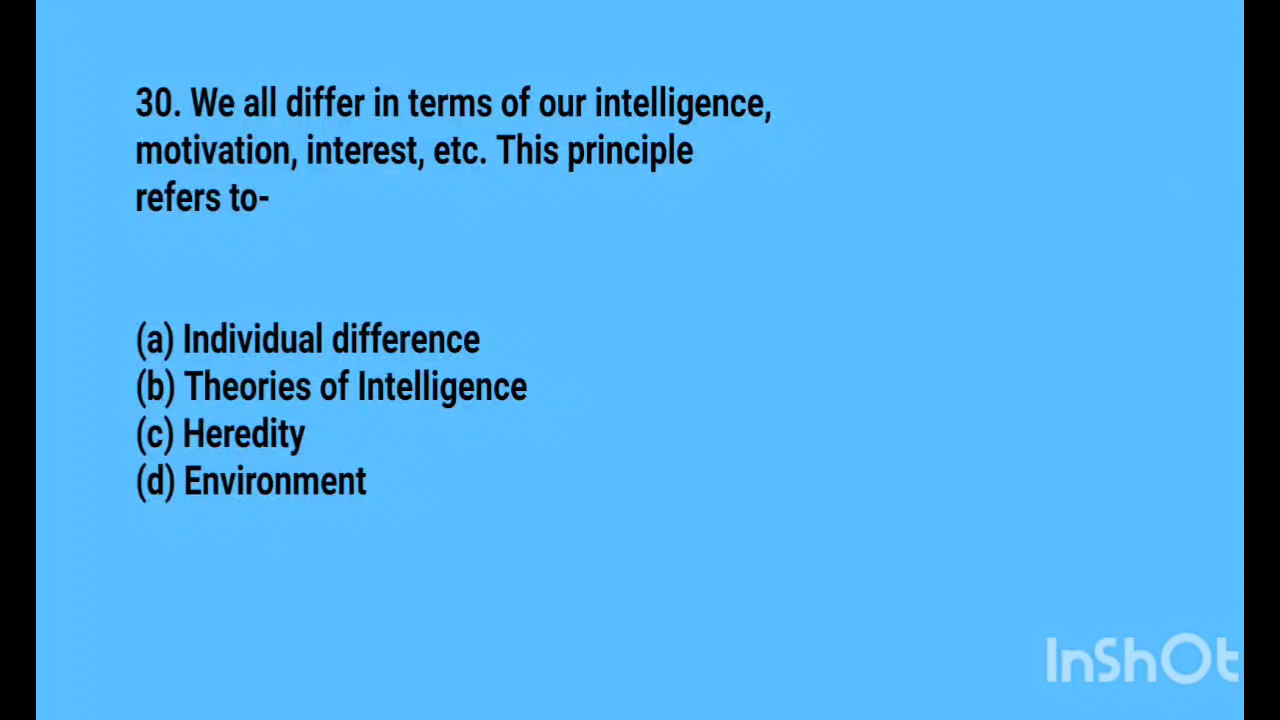 30. We all differ in terms of our intelligence,
motivation, interest, etc. This principle
refers to-
(a) Individual difference
(b) Theories of Intelligence
(c) Heredity
(d) Environment
InShOt